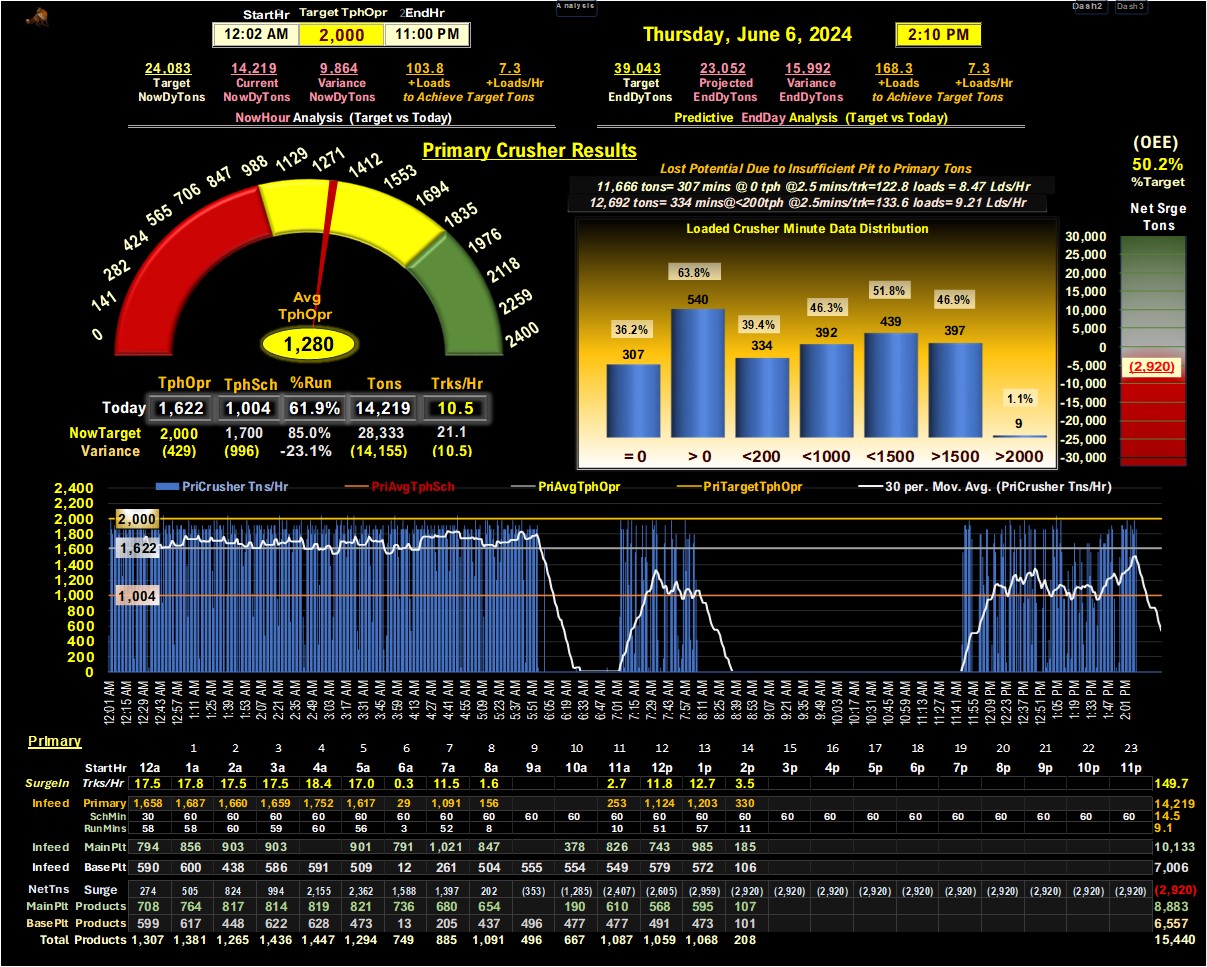 Analysis
Dash2 Dash3
StartHr Target TphOpr 2EndHr
12:02 AM 2,000 11:00 PM
Thursday, June 6, 2024 2:10 PM
24,083 14,219 9,864 103.8 7.3
Target Current Variance +Loads +Loads/Hr
NowDyTons NowDyTons NowDyTons to Achieve Target Tons
NowHour Analysis (Target vs Today)
39,043 23,052 15,992 168.3 7.3
Target Projected Variance +Loads +Loads/Hr
EndDyTons EndDyTons EndDyTons to Achieve Target Tons
Predictive EndDay Analysis (Target vs Today)
Primary Crusher Results
0 141 282 424 565 706 847 988 1129 1271 1412 1553 1694 1835 1976 2118 2259 2400
Avg
TphOpr
1,280
TphOpr TphSch %Run Tons Trks/Hr
Today 1,622 1,004 61.9% 14,219 10.5
NowTarget 2,000 1,700 85.0% 28,333 21.1
Variance (429) (996) -23.1% (14,155) (10.5)
Lost Potential Due to Insufficient Pit to Primary Tons
11,666 tons= 307 mins @ 0 tph @2.5 mins/trk=122.8 loads = 8.47 Lds/Hr
12,692 tons= 334 mins@<200tph @2.5mins/trk=133.6 loads= 9.21 Lds/Hr
Loaded Crusher Minute Data Distribution
36.2% 63.8% 39.4% 46.3% 51.8% 46.9% 1.1%
307 540 334 392 439 397 9
= 0 > 0 <200 <1000 <1500 >1500 >2000
(OEE)
50.2%
%Target
Net Srge
Tons
30,000
25,000
20,000
15,000
10,000
5,000
0
-5,000
-10,000
-15,000
-20,000
-25,000
-30,000
(2,920)
PriCrusher Tns/Hr PriAvgTphSch PriAvgTphOpr PriTargetTphOpr 30 per. Mov. Avg. (PriCrusher Tns/Hr)
2,400
2,200
2,000
1,800
1,600
1,400
1,200
1,000
800
600
400
200
0
2,000
1,622
1,004
12:01 AM 12:15 AM 12:29 AM 12:43 AM 12:57 AM 1:11 AM 1:25 AM 1:39 AM 1:53 AM 2:07 AM 2:21 AM 2:35 AM 2:49 AM 3:03 AM 3:17 AM 3:31 AM 3:45 AM 3:59 AM 4:13 AM 4:27 AM 4:41 AM 4:55 AM 5:09 AM 5:23 AM 5:37 AM 5:51 AM 6:05 AM 6:19 AM 6:33 AM 6:47 AM 7:01 AM 7:15 AM 7:29 AM 7:43 AM 7:57 AM 8:11 AM 8:25 AM 8:39 AM 8:53 AM 9:07 AM 9:21 AM 9:35 AM 9:49 AM 10:03 AM 10:17 AM 10:31 AM 10:45 AM 10:59 AM 11:13 AM 11:27 AM 11:41 AM 11:55 AM 12:09 PM 12:23 PM 12:37 PM 12:51 PM 1:05 PM 1:19 PM 1:33 PM 1:47 PM 2:01 PM
Primary
1 2 3 4 5 6 7 8 9 10 11 12 13 14 15 16 17 18 19 20 21 22 23
StartHr 12a 1a 2a 3a 4a 5a 6a 7a 8a 9a 10a 11a 12p 1p 2p 3p 4p 5p 6p 7p 8p 9p 10p 11p
SurgeIn Trks/Hr 17.5 17.8 17.5 17.5 18.4 17.0 0.3 11.5 1.6 2.7 11.8 12.7 3.5 149.7
Infeed Primary 1,658 1,687 1,660 1,659 1,752 1,617 29 1,091 156 253 1,124 1,203 330 14,219
SchMin 30 60 60 60 60 60 60 60 60 60 60 60 60 60 60 60 60 60 60 60 60 60 60 60 14.5
RunMins 58 58 60 59 60 56 3 52 8 10 51 57 11 9.1
Infeed MainPlt 794 856 903 903 901 791 1,021 847 378 826 743 985 185 10,133
Infeed BasePlt 590 600 438 586 591 509 12 261 504 555 554 549 579 572 106 7,006
NetTns Surge 274 505 824 994 2,155 2,362 1,588 1,397 202 (353) (1,285) (2,407) (2,605) (2,959) (2,920) (2,920) (2,920) (2,920) (2,920) (2,920) (2,920) (2,920) (2,920) (2,920) (2,920)
MainPlt Products 708 764 817 814 819 821 736 680 654 190 610 568 595 107 8,883
BasePlt Products 599 617 448 622 628 473 13 205 437 496 477 477 491 473 101 6,557
Total Products 1,307 1,381 1,265 1,436 1,447 1,294 749 885 1,091 496 667 1,087 1,059 1,068 208 15,440